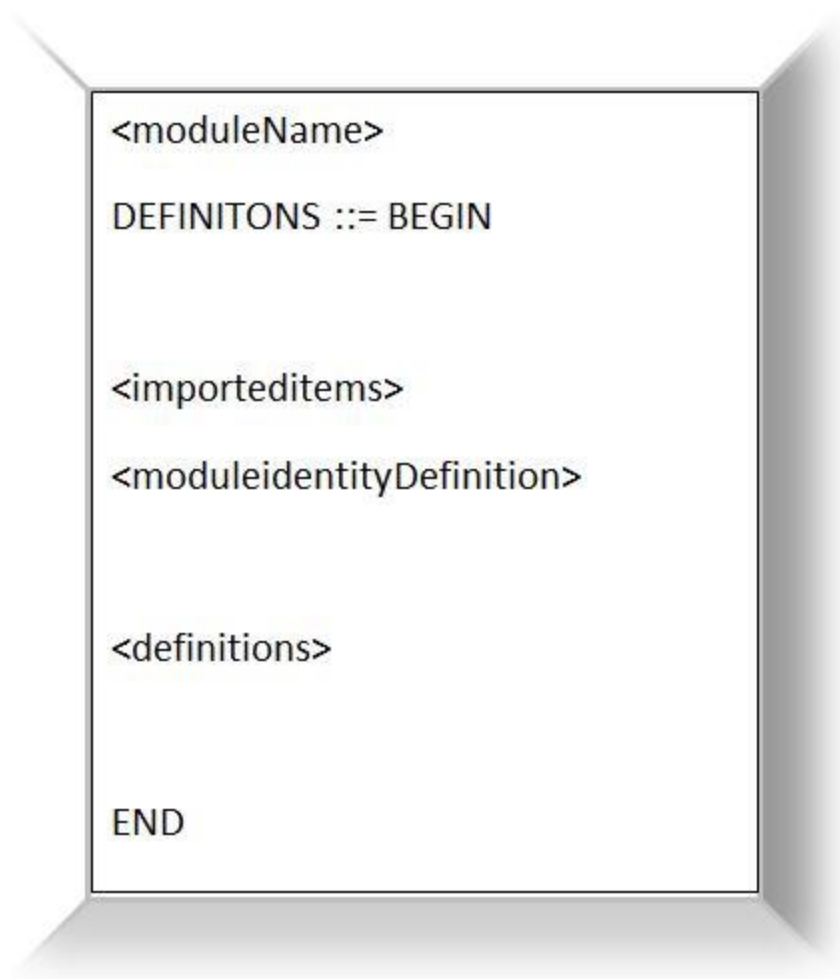 <moduleName>
DEFINITONS ::= BEGIN
<importeditems>
<moduleidentityDefinition>
<definitions>
END